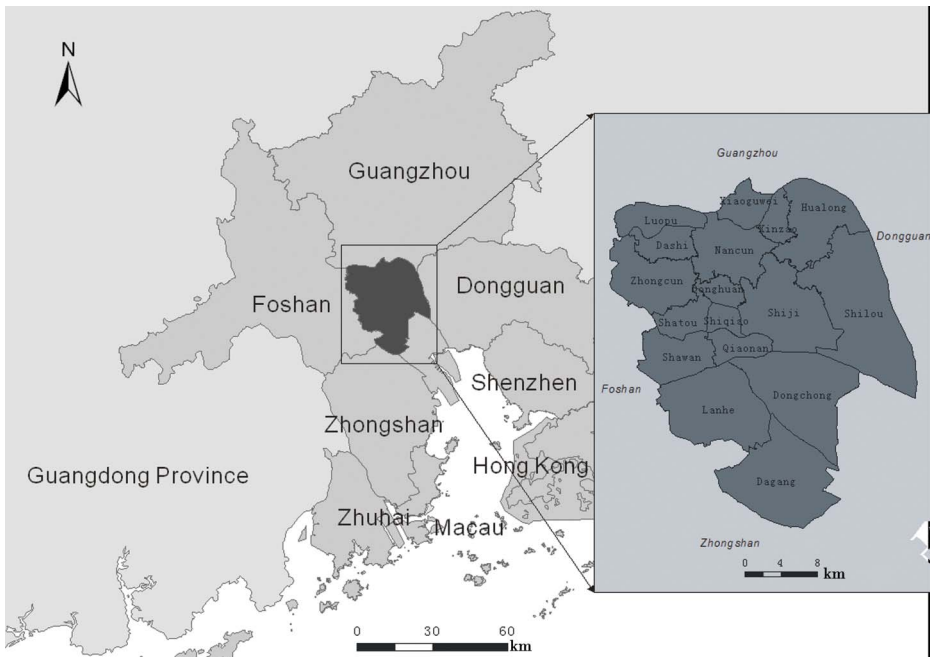 N
Guangzhou
Foshan
Dongguan
Shenzhen
Zhongshan
Hong Kong
Guangdong Province
Zhuhai
Macau
0 30 60
km
Guangzhou
Xiaoguwei
Hualong
Luopu
Xinzao
Dongguan
Dashi
Nancun
Zhongcun
Donghuan
Shiji
Shilou
Shatou
Shiqiao
Qiaonan
Shawan
Foshan
Dongchong
Lanhe
Dagang
Zhongshan
0 4 8
km